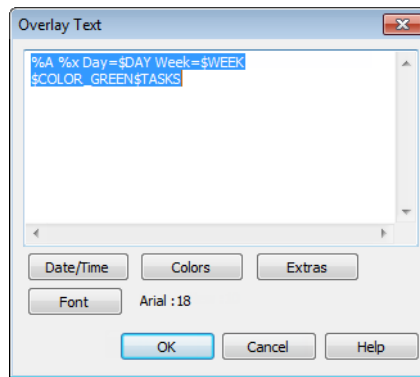 Overlay Text
%A %x Day=$DAY Week=$WEEK
$COLOR_GREEN$TASKS
Date/Time Colors Extras
Font Arial :18
OK Cancel Help